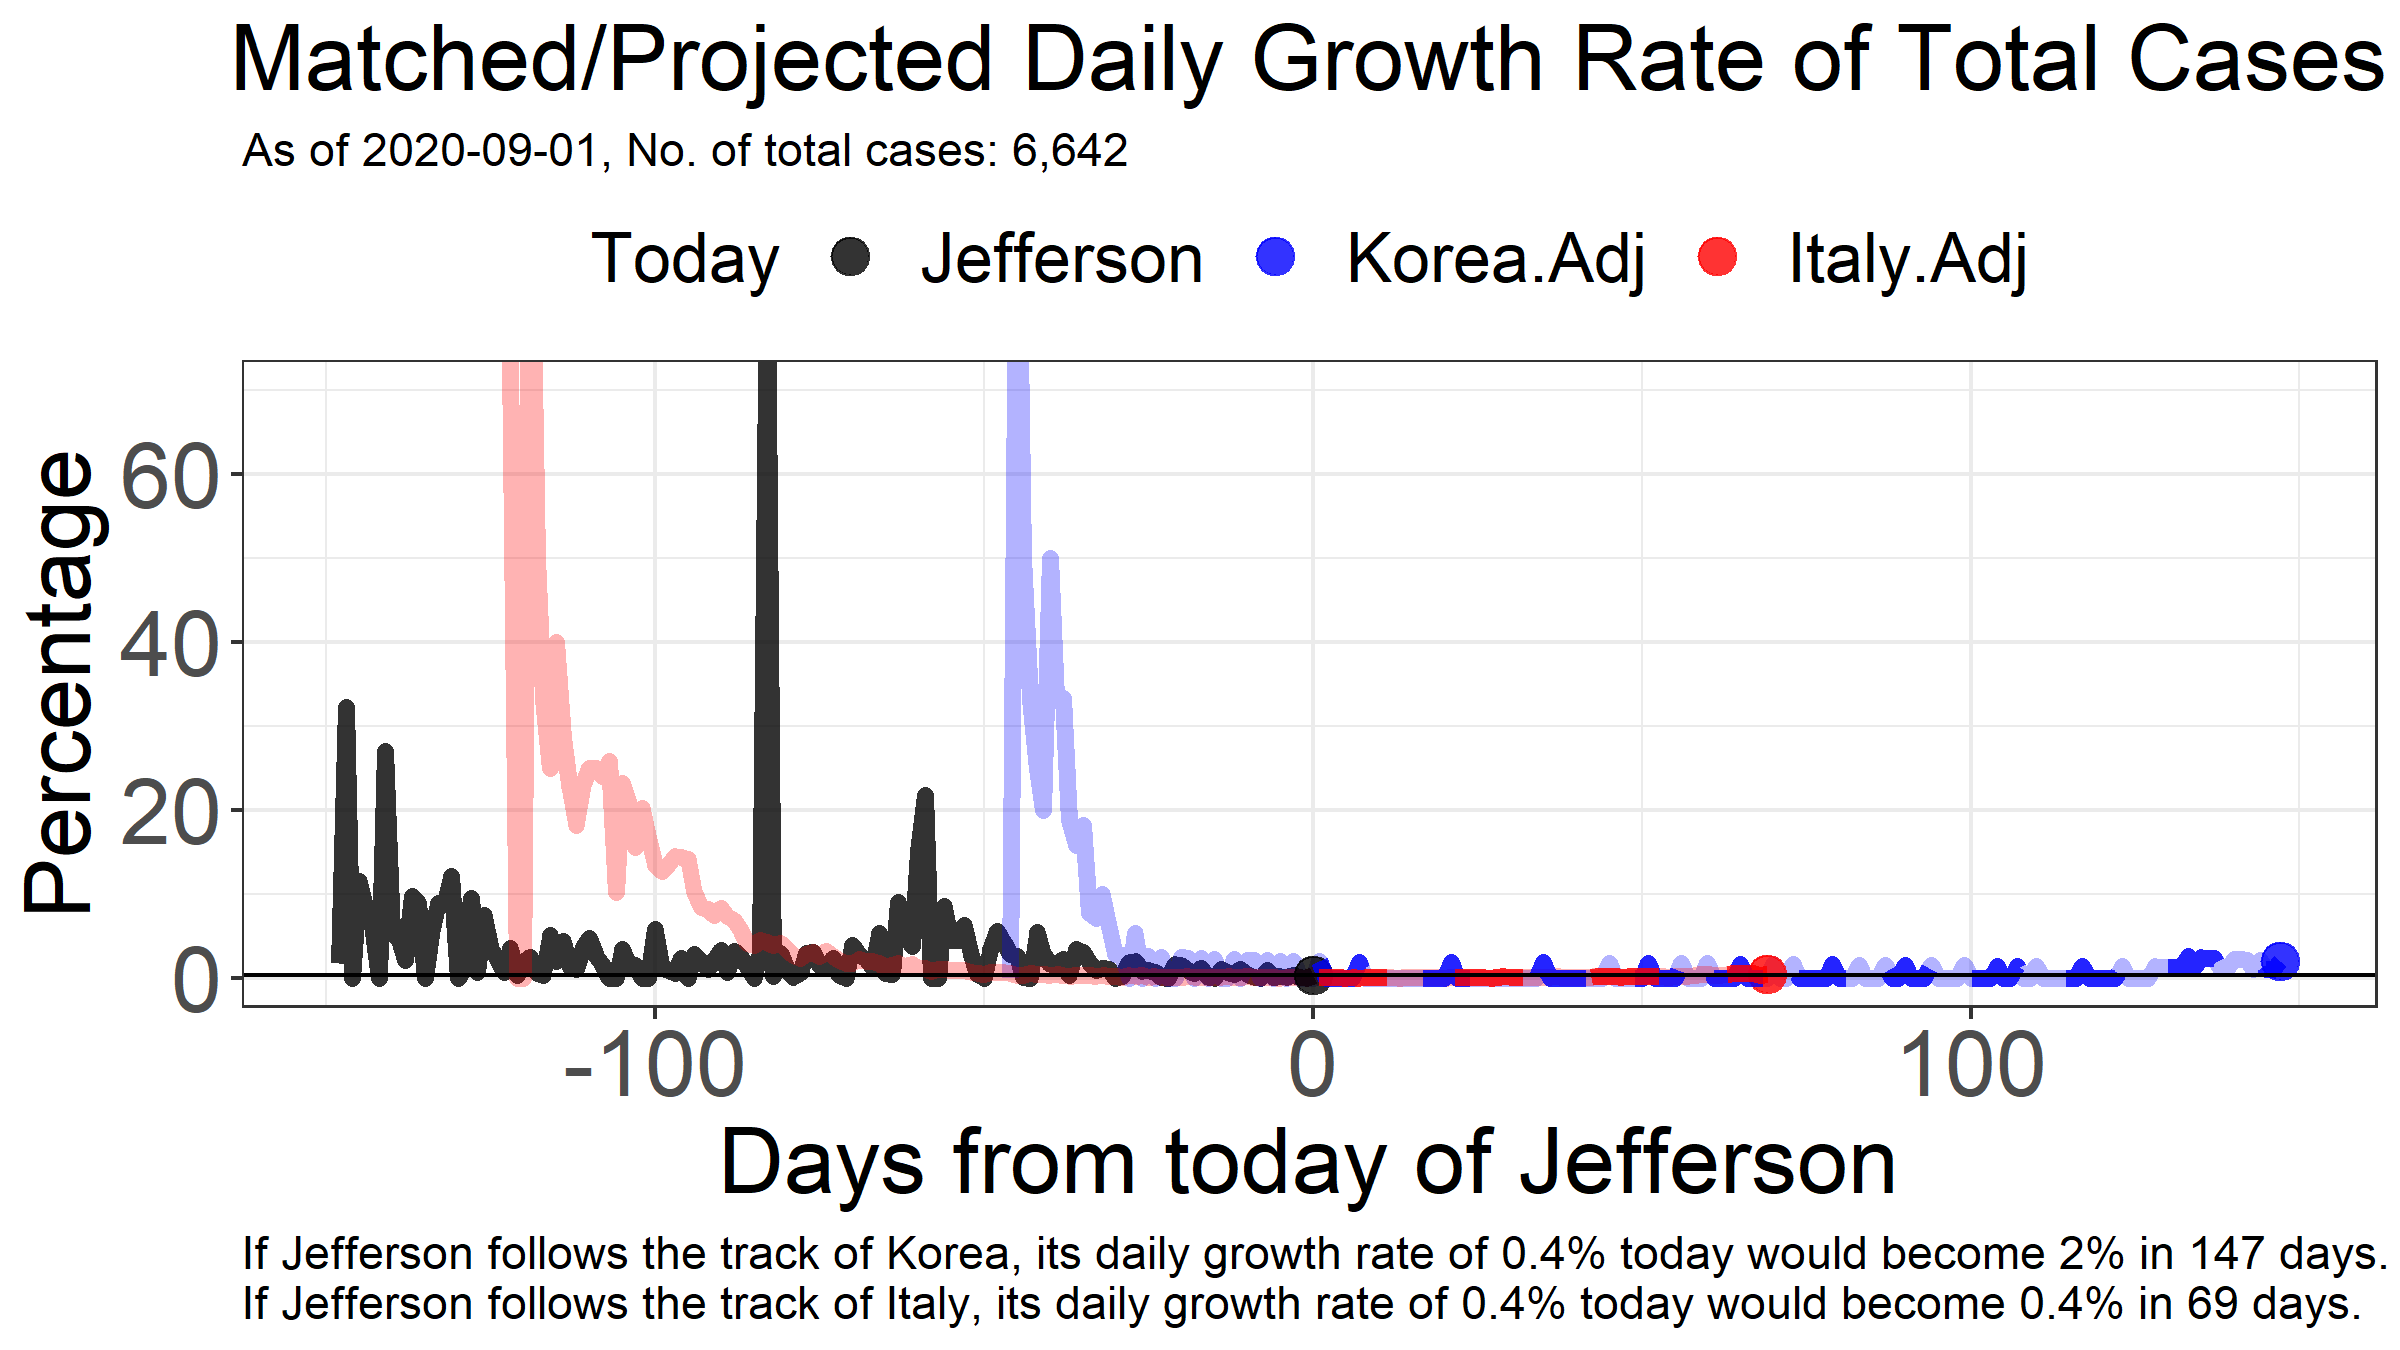 Matched/Projected Daily Growth Rate of Total Cases
As of 2020-09-01, No. of total cases: 6,642
Today Jefferson Korea.Adj Italy.Adj
Percentage
60
40
20
0
-100 0 100
Days from today of Jefferson
If Jefferson follows the track of Korea, its daily growth rate of 0.4% today would become 2% in 147 days.
If Jefferson follows the track of Italy, its daily growth rate of 0.4% today would become 0.4% in 69 days.